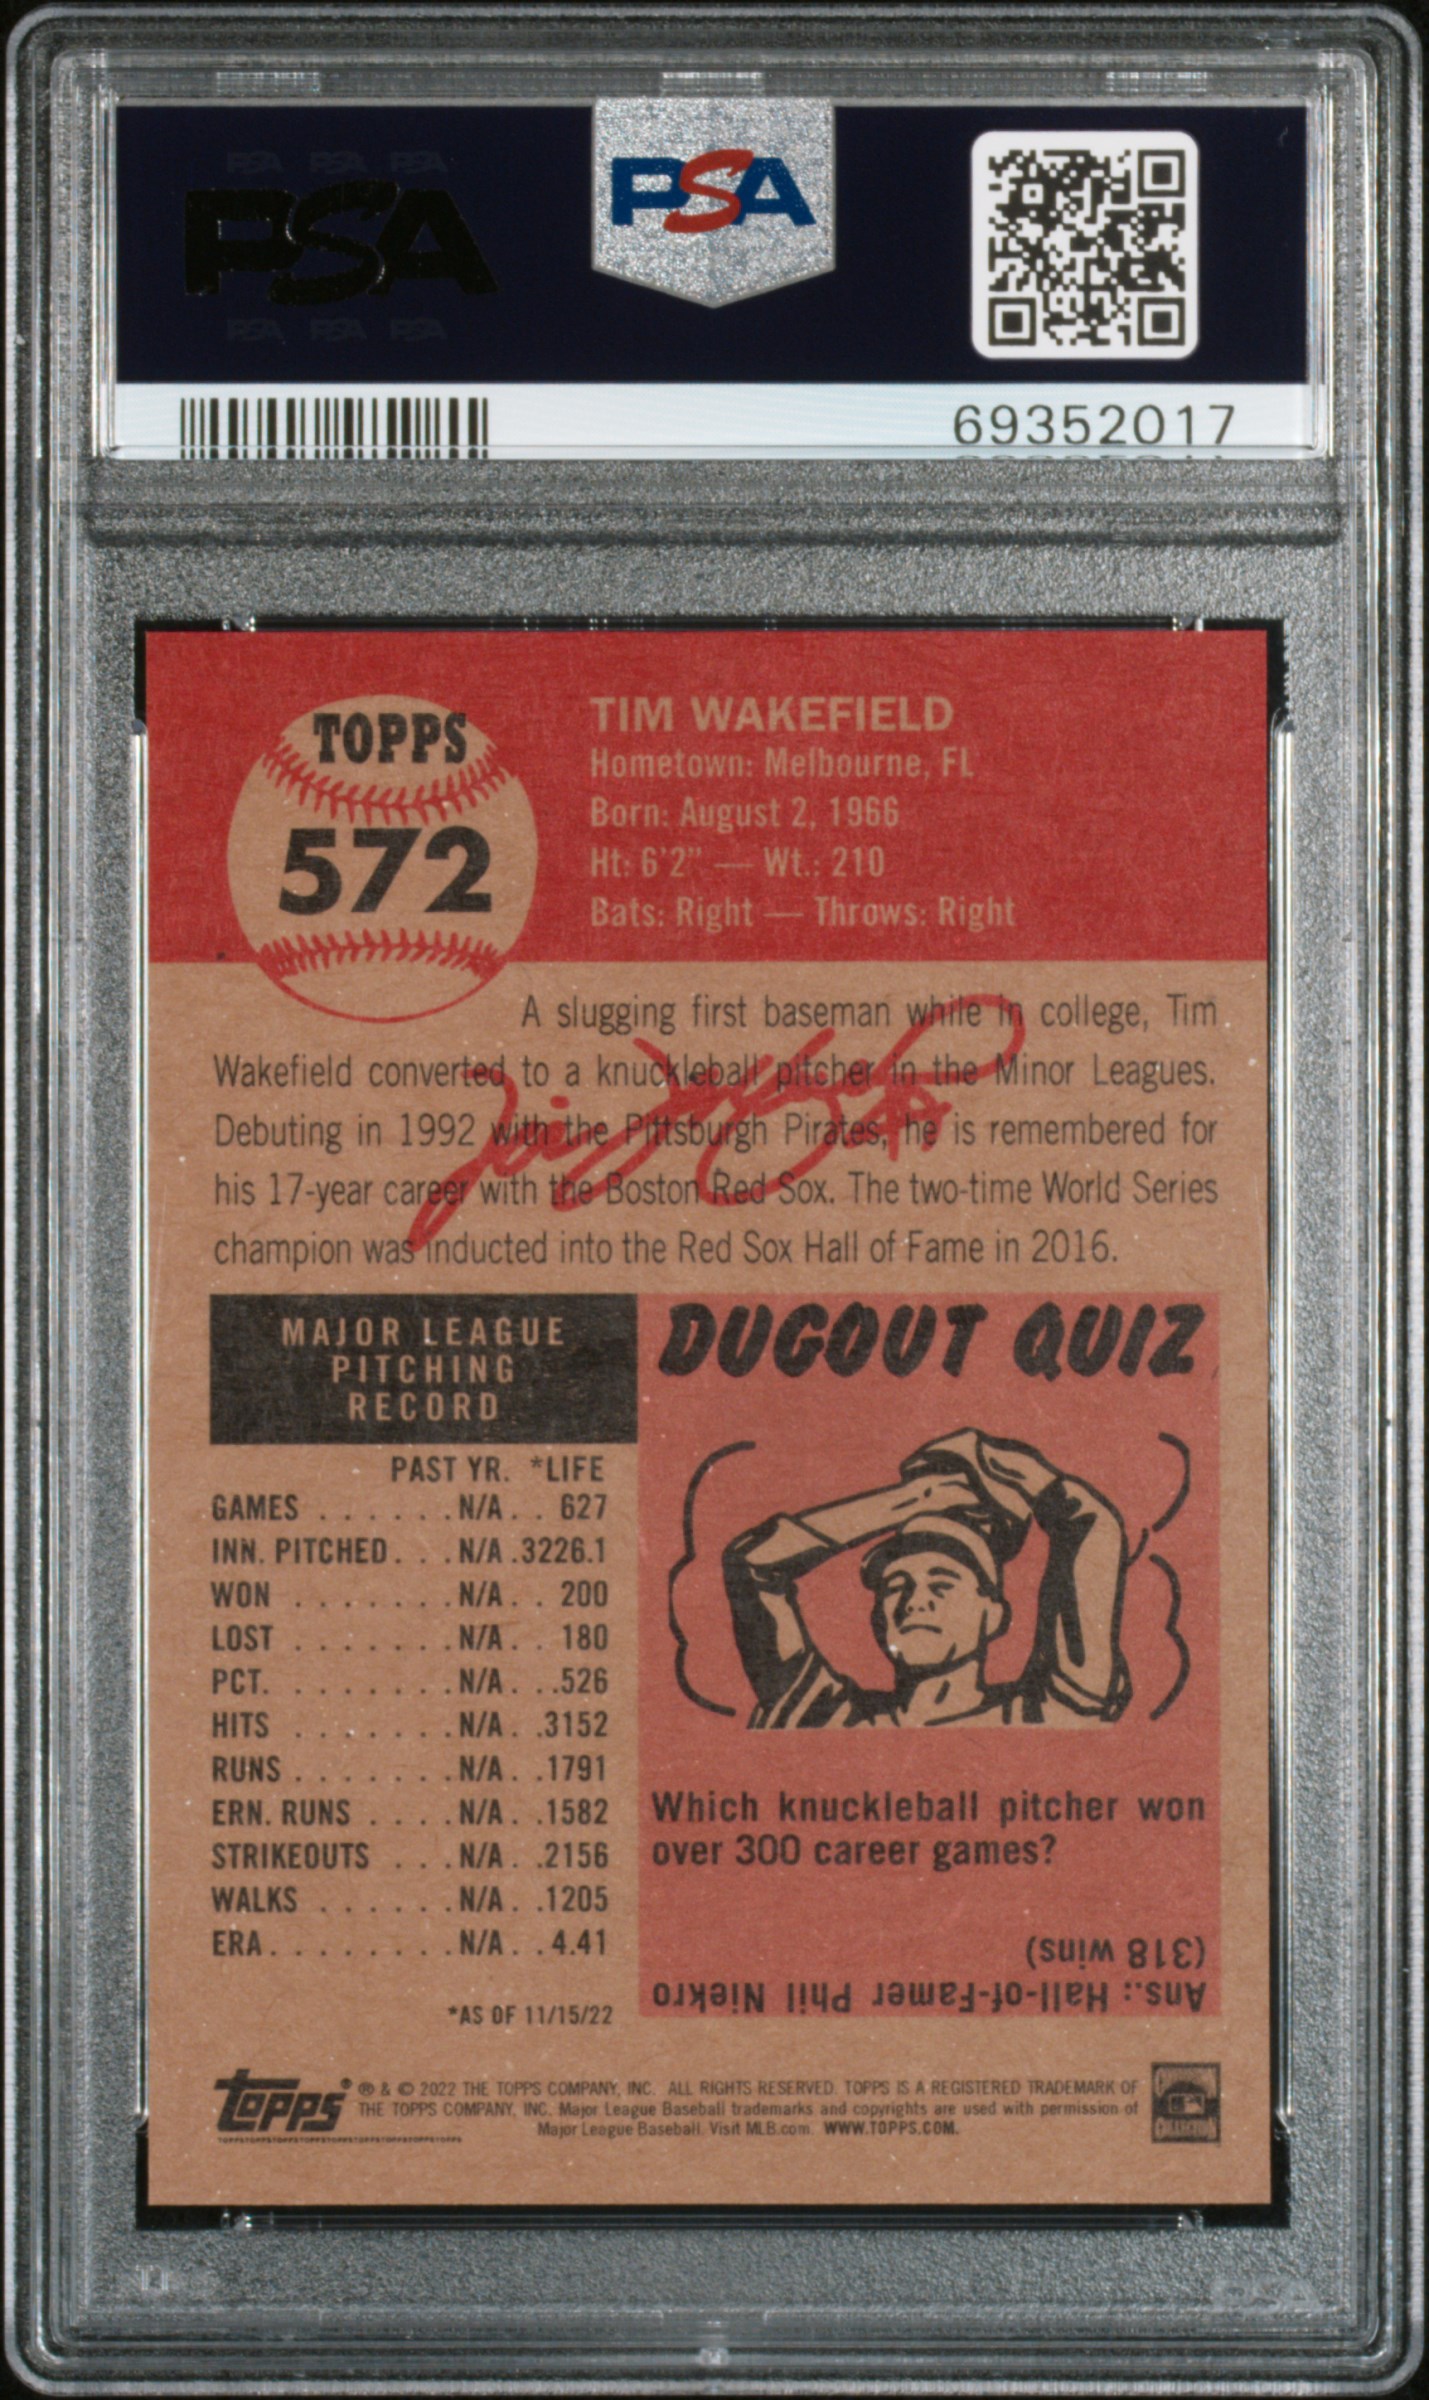 PSA PSA PSA
PSA
PSA PSA PSA
PSA
69352017
TOPPS
572
TIM WAKEFIELD
Hometown: Melbourne, FL
Born: August 2, 1966
Ht: 6'2" — Wt.: 210
Bats: Right — Throws: Right
A slugging first baseman while in college, Tim
Wakefield converted to a knuckleball pitcher in the Minor Leagues.
Debuting in 1992 with the Pittsburgh Pirates, he is remembered for
his 17-year career with the Boston Red Sox. The two-time World Series
champion was inducted into the Red Sox Hall of Fame in 2016.
MAJOR LEAGUE
PITCHING
RECORD
PAST YR. *LIFE
GAMES . . . . . . N/A . . 627
INN. PITCHED . . . N/A .3226.1
WON . . . . . . . N/A . . 200
LOST . . . . . . . N/A . . 180
PCT. . . . . . . . N/A . . .526
HITS . . . . . . . N/A . .3152
RUNS . . . . . . . N/A . .1791
ERN. RUNS . . . . N/A . .1582
STRIKEOUTS . . . N/A . .2156
WALKS . . . . . . N/A . .1205
ERA. . . . . . . . N/A . . 4.41
*AS OF 11/15/22
DUGOUT QUIZ
Which knuckleball pitcher won
over 300 career games?
Ans.: Hall-of-Famer Phil Niekro
(318 wins)
topps® ® & © 2022 THE TOPPS COMPANY, INC. ALL RIGHTS RESERVED. TOPPS IS A REGISTERED TRADEMARK OF
THE TOPPS COMPANY, INC. Major League Baseball trademarks and copyrights are used with permission of
Major League Baseball. Visit MLB.com. WWW.TOPPS.COM.